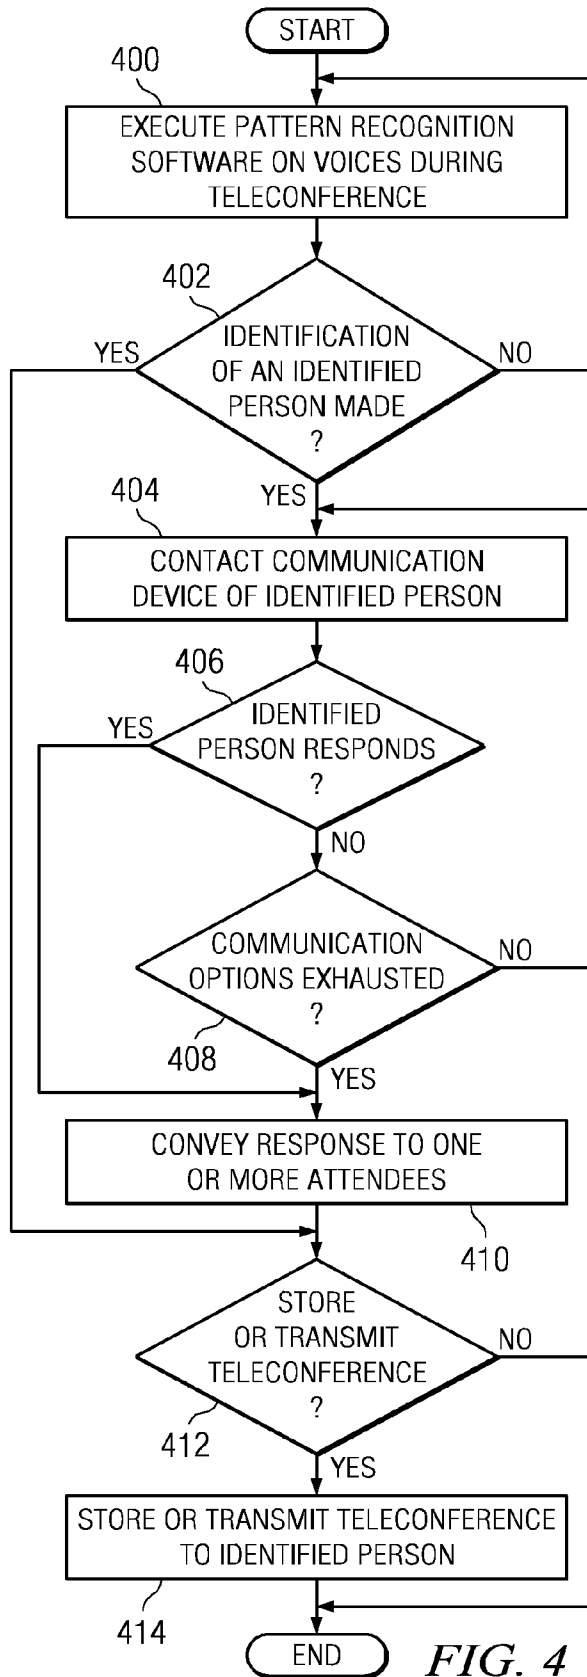 START
400
EXECUTE PATTERN RECOGNITION
SOFTWARE ON VOICES DURING
TELECONFERENCE
402
YES
IDENTIFICATION
OF AN IDENTIFIED
PERSON MADE
?
NO
YES
404
CONTACT COMMUNICATION
DEVICE OF IDENTIFIED PERSON
406
YES
IDENTIFIED
PERSON RESPONDS
?
NO
COMMUNICATION
OPTIONS EXHAUSTED
?
NO
408
YES
CONVEY RESPONSE TO ONE
OR MORE ATTENDEES
410
STORE
OR TRANSMIT
TELECONFERENCE
?
NO
412
YES
STORE OR TRANSMIT TELECONFERENCE
TO IDENTIFIED PERSON
414
END
FIG. 4